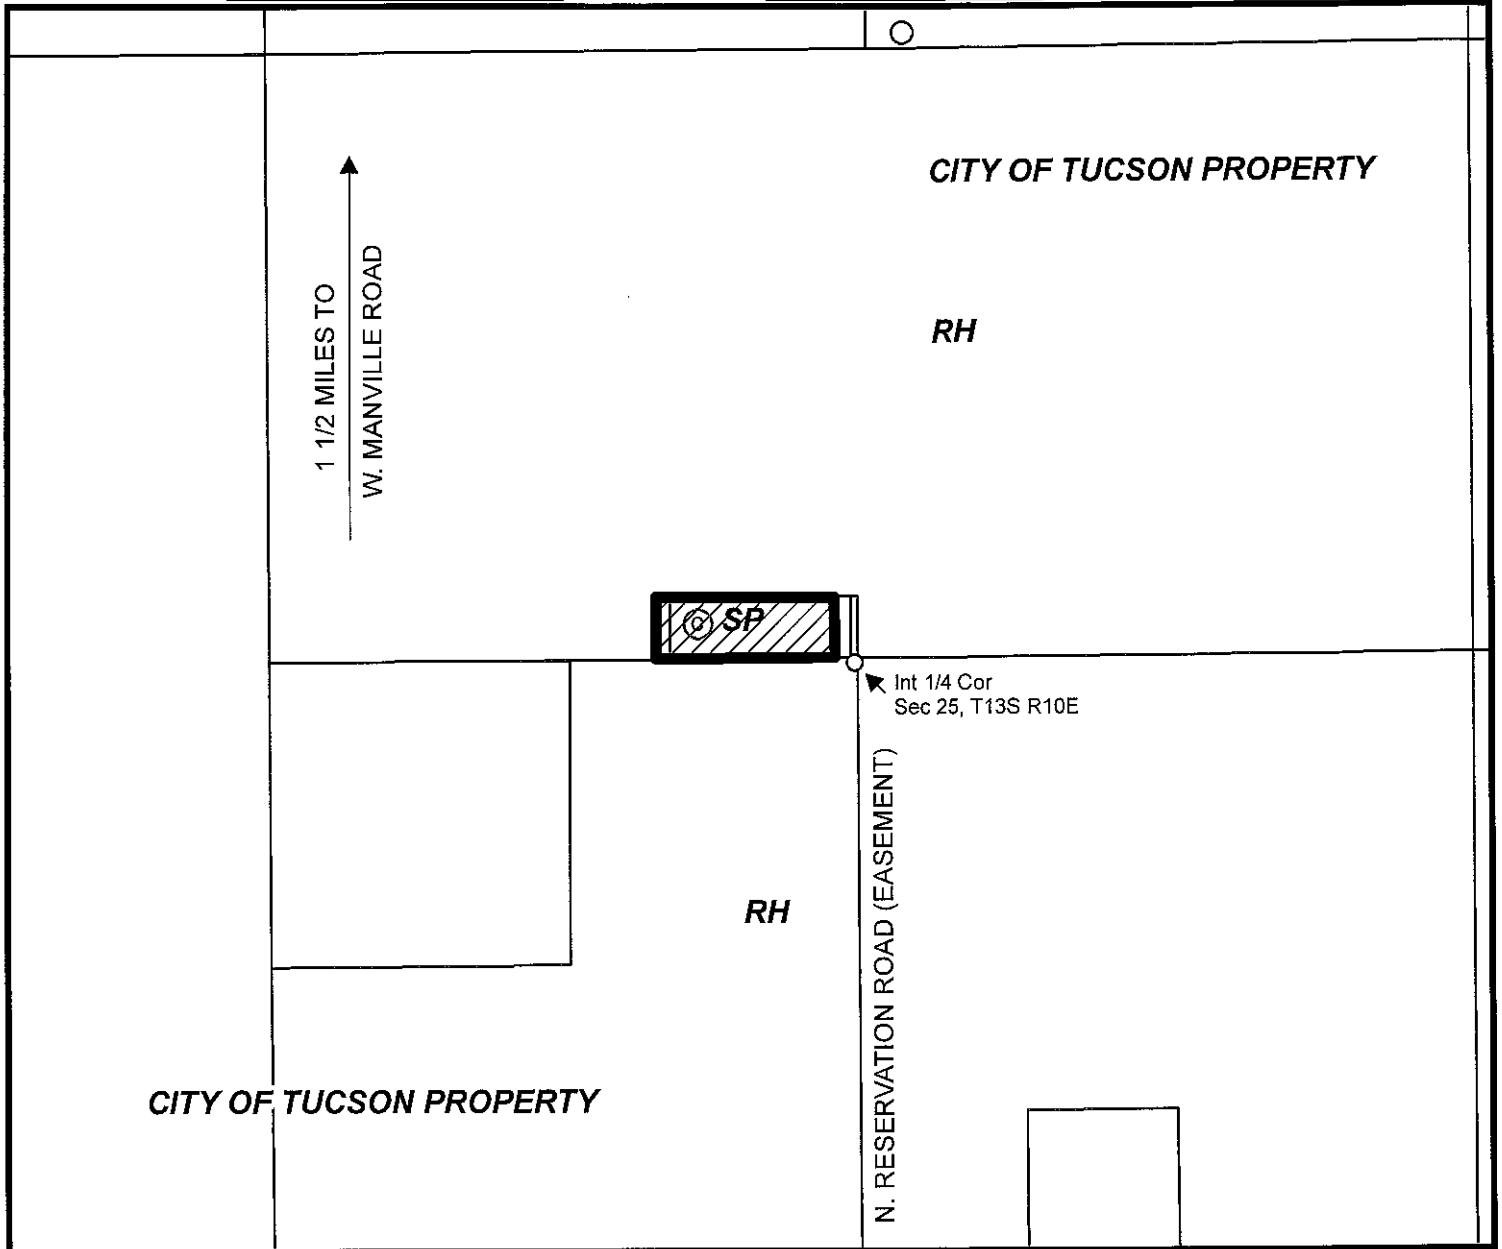 CITY OF TUCSON PROPERTY
1 1/2 MILES TO
W. MANVILLE ROAD
RH
© SP
Int 1/4 Cor
Sec 25, T13S R10E
N. RESERVATION ROAD (EASEMENT)
RH
CITY OF TUCSON PROPERTY